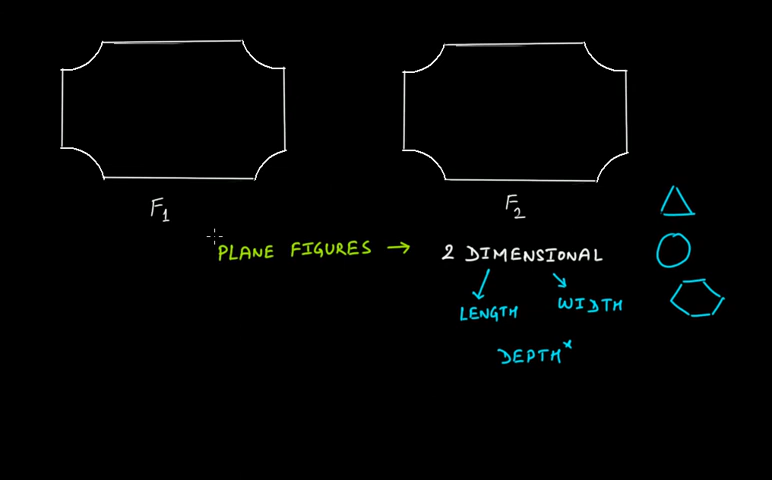 F1
F2
PLANE FIGURES → 2 DIMENSIONAL
LENGTH WIDTH
DEPTH×